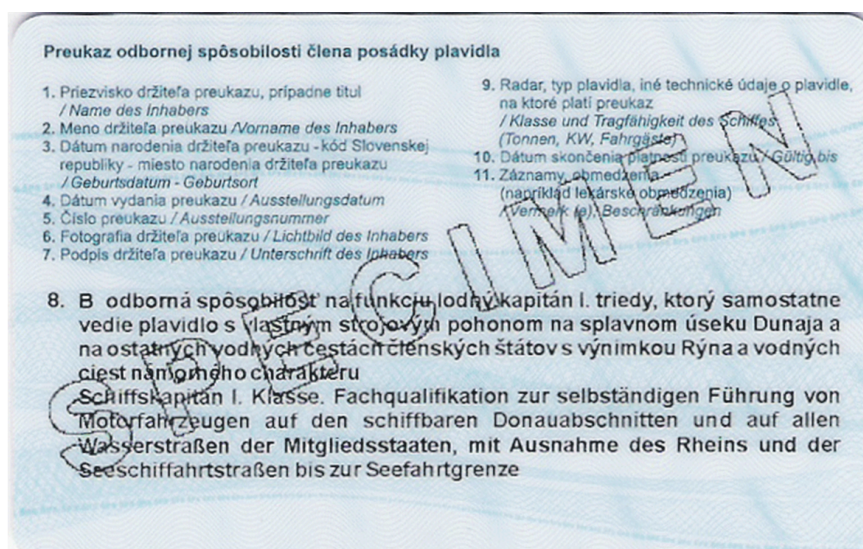 Preukaz odbornej spôsobilosti člena posádky plavidla
1. Priezvisko držiteľa preukazu, prípadne titul
/ Name des Inhabers
2. Meno držiteľa preukazu /Vorname des Inhabers
3. Dátum narodenia držiteľa preukazu - kód Slovenskej
republiky - miesto narodenia držiteľa preukazu
/ Geburtsdatum - Geburtsort
4. Dátum vydania preukazu / Ausstellungsdatum
5. Číslo preukazu / Ausstellungsnummer
6. Fotografia držiteľa preukazu / Lichtbild des Inhabers
7. Podpis držiteľa preukazu / Unterschrift des Inhabers
9. Radar, typ plavidla, iné technické údaje o plavidle,
na ktoré platí preukaz
/ Klasse und Tragfähigkeit des Schiffes
(Tonnen, KW, Fahrgäste)
10. Dátum skončenia platnosti preukazu / Gültig bis
11. Záznamy, obmedzenia
(napríklad lekárske obmedzenia)
/ Vermerk (e), Beschränkungen
8. B odborná spôsobilosť na funkciu lodný kapitán I. triedy, ktorý samostatne
vedie plavidlo s vlastným strojovým pohonom na splavnom úseku Dunaja a
na ostatných vodných cestách členských štátov s výnimkou Rýna a vodných
ciest námorného charakteru
Schiffskapitän I. Klasse. Fachqualifikation zur selbständigen Führung von
Motorfahrzeugen auf den schiffbaren Donauabschnitten und auf allen
Wasserstraßen der Mitgliedsstaaten, mit Ausnahme des Rheins und der
Seeschiffahrtstraßen bis zur Seefahrtgrenze
SPECIMEN